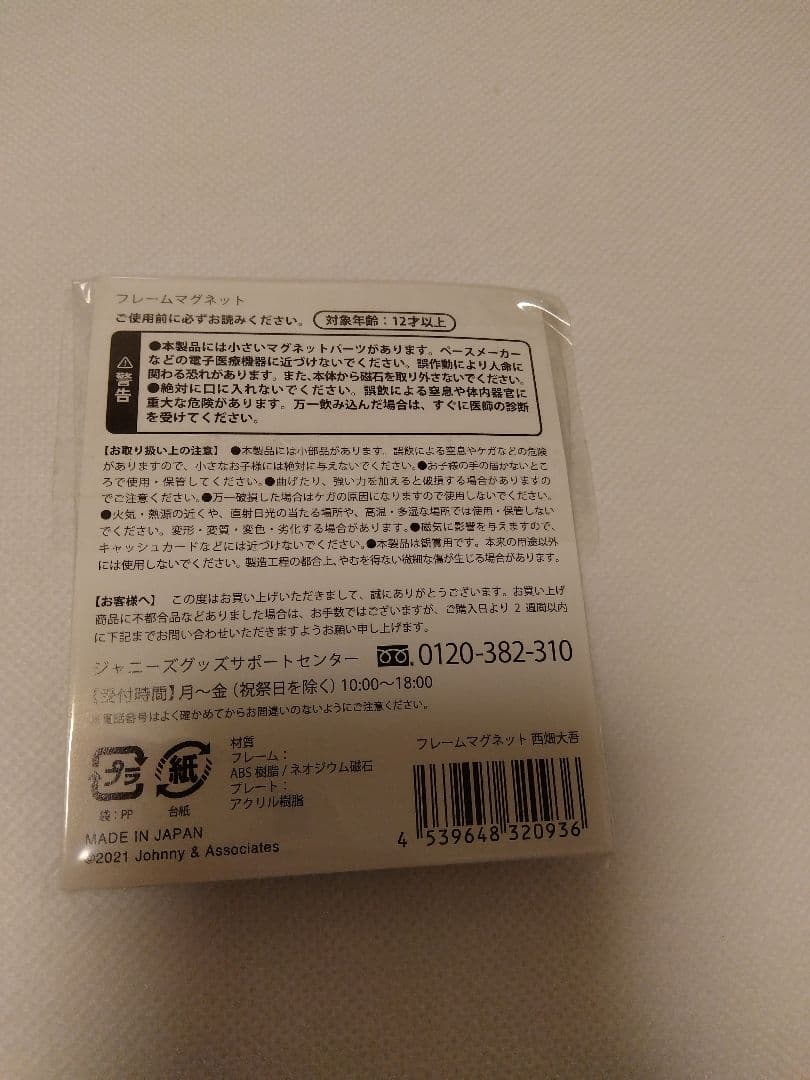 フレームマグネット
ご使用前に必ずお読みください。 対象年齢：12才以上
⚠警告
●本製品には小さいマグネットパーツがあります。ペースメーカー
などの電子医療機器に近づけないでください。誤作動により人命に
関わる恐れがあります。また、本体から磁石を取り外さないでください。
●絶対に口に入れないでください。誤飲による窒息や体内器官に
重大な危険があります。万一飲み込んだ場合は、すぐに医師の診断
を受けてください。
【お取り扱い上の注意】 ●本製品には小部品があります。誤飲による窒息やケガなどの危険
がありますので、小さなお子様には絶対に与えないでください。●お子様の手の届かないとこ
ろで使用・保管してください。●曲げたり、強い力を加えると破損する場合がありますの
でご注意ください。●万一破損した場合はケガの原因になりますので使用しないでください。
●火気・熱源の近くや、直射日光の当たる場所や、高温・多湿な場所では使用・保管しない
でください。変形・変質・変色・劣化する場合があります。●磁気に影響を与えますので、
キャッシュカードなどには近づけないでください。●本製品は観賞用です。本来の用途以外
には使用しないでください。製造工程の都合上、やむを得ない微細な傷が生じる場合があります。
【お客様へ】 この度はお買い上げいただきまして、誠にありがとうございます。お買い上げ
商品に不都合品などありました場合は、お手数ではございますが、ご購入日より 2 週間以内
に下記までお問い合わせいただきますようお願い申し上げます。
ジャニーズグッズサポートセンター 0120-382-310
【受付時間】月～金（祝祭日を除く）10:00～18:00
※電話番号はよく確かめてからお間違いのないようにご注意ください。
プラ
袋：PP
紙
台紙
材質
フレーム：
ABS 樹脂 / ネオジウム磁石
プレート：
アクリル樹脂
フレームマグネット 西畑大吾
4 539648 320936
MADE IN JAPAN
©2021 Johnny & Associates